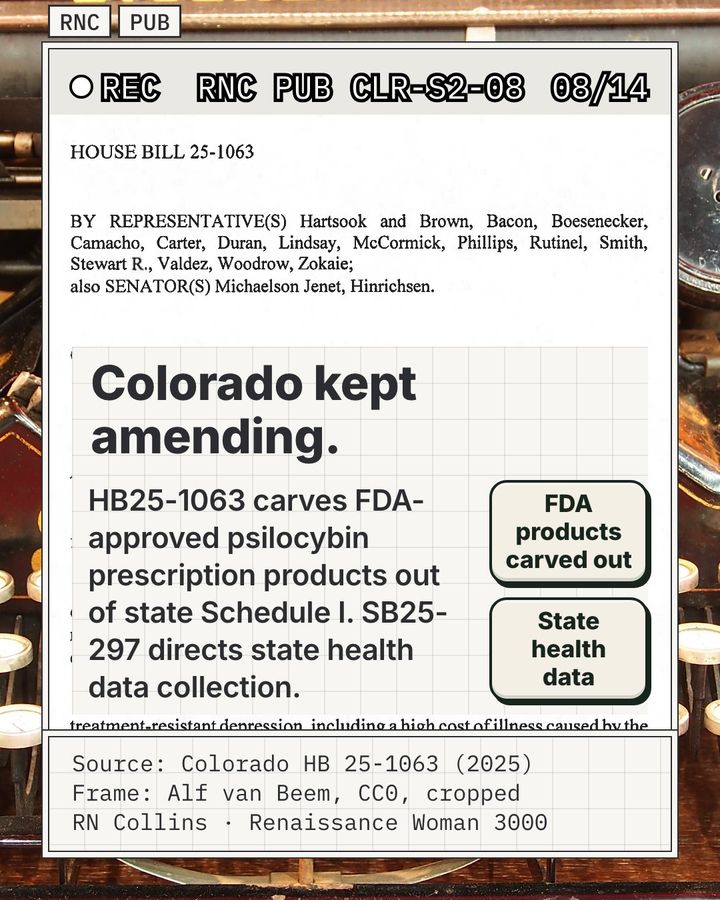 RNC PUB
REC RNC PUB CLR-S2-08 08/14
HOUSE BILL 25-1063
BY REPRESENTATIVE(S) Hartsook and Brown, Bacon, Boesenecker,
Camacho, Carter, Duran, Lindsay, McCormick, Phillips, Rutinel, Smith,
Stewart R., Valdez, Woodrow, Zokaie;
also SENATOR(S) Michaelson Jenet, Hinrichsen.
Colorado kept
amending.
HB25-1063 carves FDA-
approved psilocybin
prescription products out
of state Schedule I. SB25-
297 directs state health
data collection.
FDA
products
carved out
State
health
data
treatment-resistant depression, including a high cost of illness caused by the
Source: Colorado HB 25-1063 (2025)
Frame: Alf van Beem, CC0, cropped
RN Collins · Renaissance Woman 3000